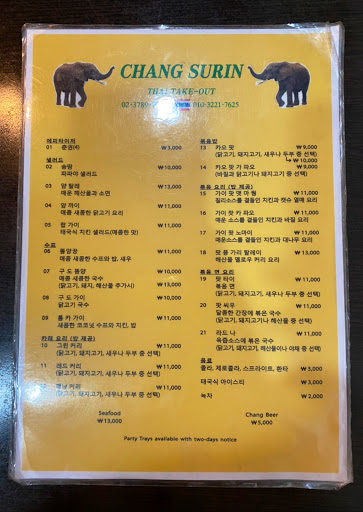 CHANG SURIN
THAI TAKE-OUT
02-3789- 010-3221-7625
에피타이저
01 춘권(4) ₩3,000
샐러드
02 솜땀 ₩10,000
파파야 샐러드
03 얌 탈레 ₩13,000
매운 해산물과 소면
04 얌 까이 ₩11,000
매콤 새콤한 닭고기 요리
05 랍 까이 ₩11,000
태국식 치킨 샐러드(매콤한 맛)
수프
06 똠얌꿍 ₩13,000
매콤 새콤한 수프와 밥, 새우
07 구 도 똠얌 ₩10,000
매콤 새콤한 국수
(닭고기, 돼지, 해산물 추가시) ₩13,000
08 구 도 가이 ₩10,000
닭고기 국수
09 톰 카 가이 ₩11,000
새콤한 코코넛 수프와 치킨, 밥
카레 요리 (밥 제공)
10 그린 커리 ₩11,000
(닭고기, 돼지고기, 새우나 두부 중 선택)
11 레드 커리 ₩11,000
(닭고기, 돼지고기, 새우나 두부 중 선택)
12 커리 ₩11,000
(닭고기, 돼지고기, 새우나 두부 중 선택)
Seafood
₩13,000
볶음밥
13 카오 팟 ₩9,000
(닭고기, 돼지고기, 새우나 두부 중 선택)
↳ ₩10,000
14 카오 팟 가 파오 ₩9,000
(바질과 닭고기나 돼지고기 중 선택)
볶음 요리 (밥 제공)
15 가이 팟 멧 마 뭠 ₩11,000
칠리소스를 곁들인 치킨과 캣슈 열매 요리
16 가이 팟 카 파오 ₩11,000
매운소스를 곁들인 치킨과 바질 요리
17 가이 팟 노마이 ₩11,000
매운소스를 곁들인 치킨과 대나무 요리
18 팟 퐁 가리 탈레이 ₩13,000
해산물 옐로우 커리 요리
볶음 면 요리
19 팟 타이 ₩11,000
볶음 면
(닭고기, 돼지고기, 새우나 두부 중 선택)
20 팟 씨우 ₩11,000
달콤한 간장에 볶은 국수
(닭고기, 돼지고기나 해산물 중 선택)
21 라드 나 ₩11,000
육즙소스에 볶은 국수
(닭고기, 돼지고기, 해산물이나 야채 중 선택)
음료
콜라, 제로콜라, 스프라이트, 환타 ₩3,000
태국식 아이스티 ₩3,000
녹차 ₩2,000
Chang Beer
₩5,000
Party Trays available with two-days notice